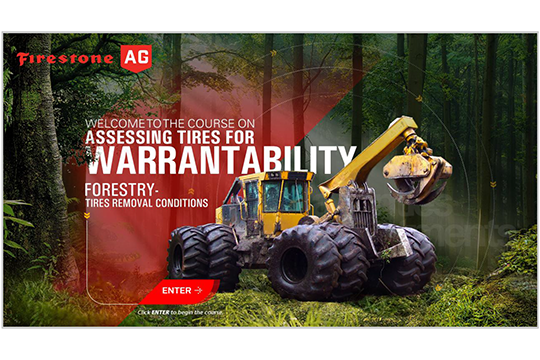 Firestone AG
WELCOME TO THE COURSE ON
ASSESSING TIRES FOR
WARRANTABILITY
FORESTRY-
TIRES REMOVAL CONDITIONS
ENTER →
Click ENTER to begin the course.